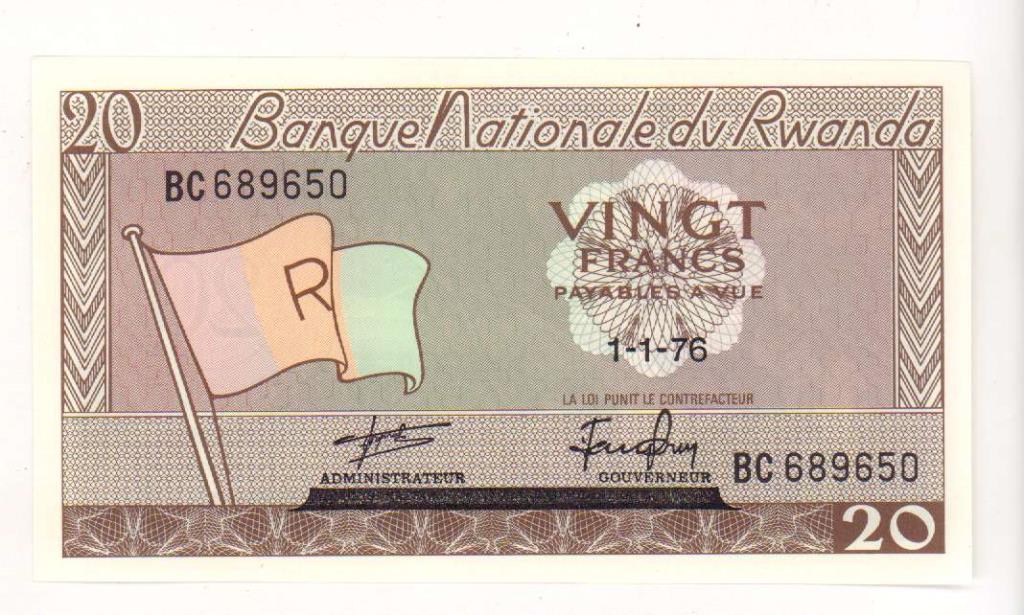 20 Banque Nationale du Rwanda
BC 689650
R
VINGT
FRANCS
PAYABLES A VUE
1-1-76
LA LOI PUNIT LE CONTREFACTEUR
ADMINISTRATEUR
GOUVERNEUR
BC 689650
20